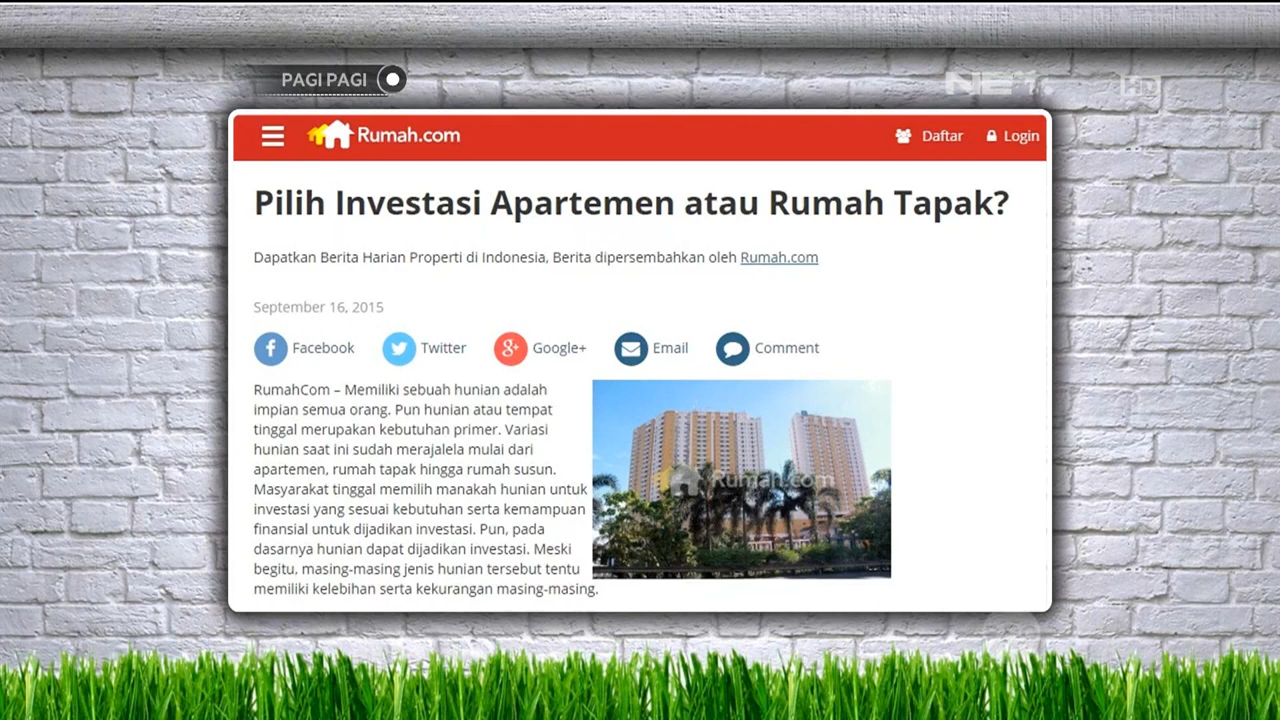 PAGI PAGI
NET.
HD
Rumah.com
Daftar
Login
Pilih Investasi Apartemen atau Rumah Tapak?
Dapatkan Berita Harian Properti di Indonesia, Berita dipersembahkan oleh Rumah.com
September 16, 2015
Facebook
Twitter
Google+
Email
Comment
RumahCom – Memiliki sebuah hunian adalah
impian semua orang. Pun hunian atau tempat
tinggal merupakan kebutuhan primer. Variasi
hunian saat ini sudah merajalela mulai dari
apartemen, rumah tapak hingga rumah susun.
Masyarakat tinggal memilih manakah hunian untuk
investasi yang sesuai kebutuhan serta kemampuan
finansial untuk dijadikan investasi. Pun, pada
dasarnya hunian dapat dijadikan investasi. Meski
begitu, masing-masing jenis hunian tersebut tentu
memiliki kelebihan serta kekurangan masing-masing.
Rumah.com